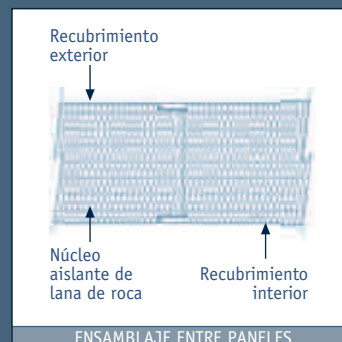 Recubrimiento
exterior
Núcleo
aislante de
lana de roca
Recubrimiento
interior
ENSAMBLAJE ENTRE PANELES